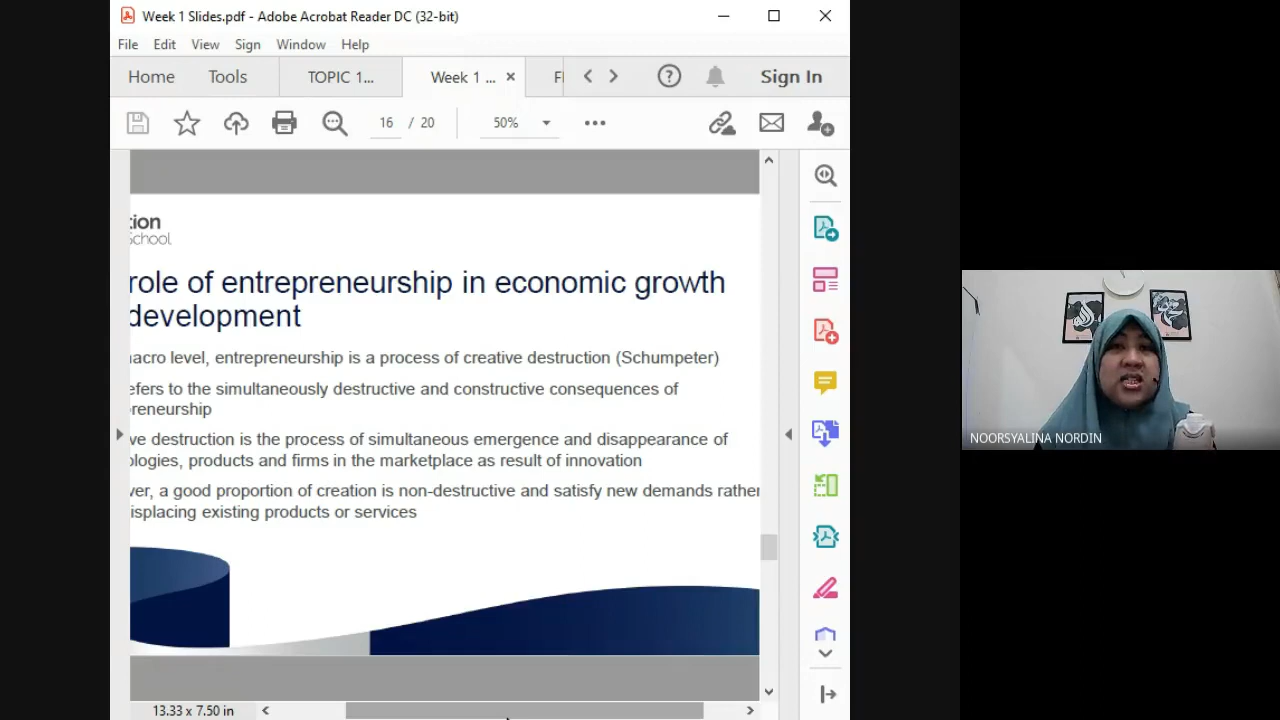 Week 1 Slides.pdf - Adobe Acrobat Reader DC (32-bit)
File Edit View Sign Window Help
Home Tools TOPIC 1... Week 1 ... Fl Sign In
16 / 20 50%
tion
School
role of entrepreneurship in economic growth
development
acro level, entrepreneurship is a process of creative destruction (Schumpeter)
efers to the simultaneously destructive and constructive consequences of
preneurship
ve destruction is the process of simultaneous emergence and disappearance of
ologies, products and firms in the marketplace as result of innovation
ver, a good proportion of creation is non-destructive and satisfy new demands rather
isplacing existing products or services
13.33 x 7.50 in
NOORSYALINA NORDIN